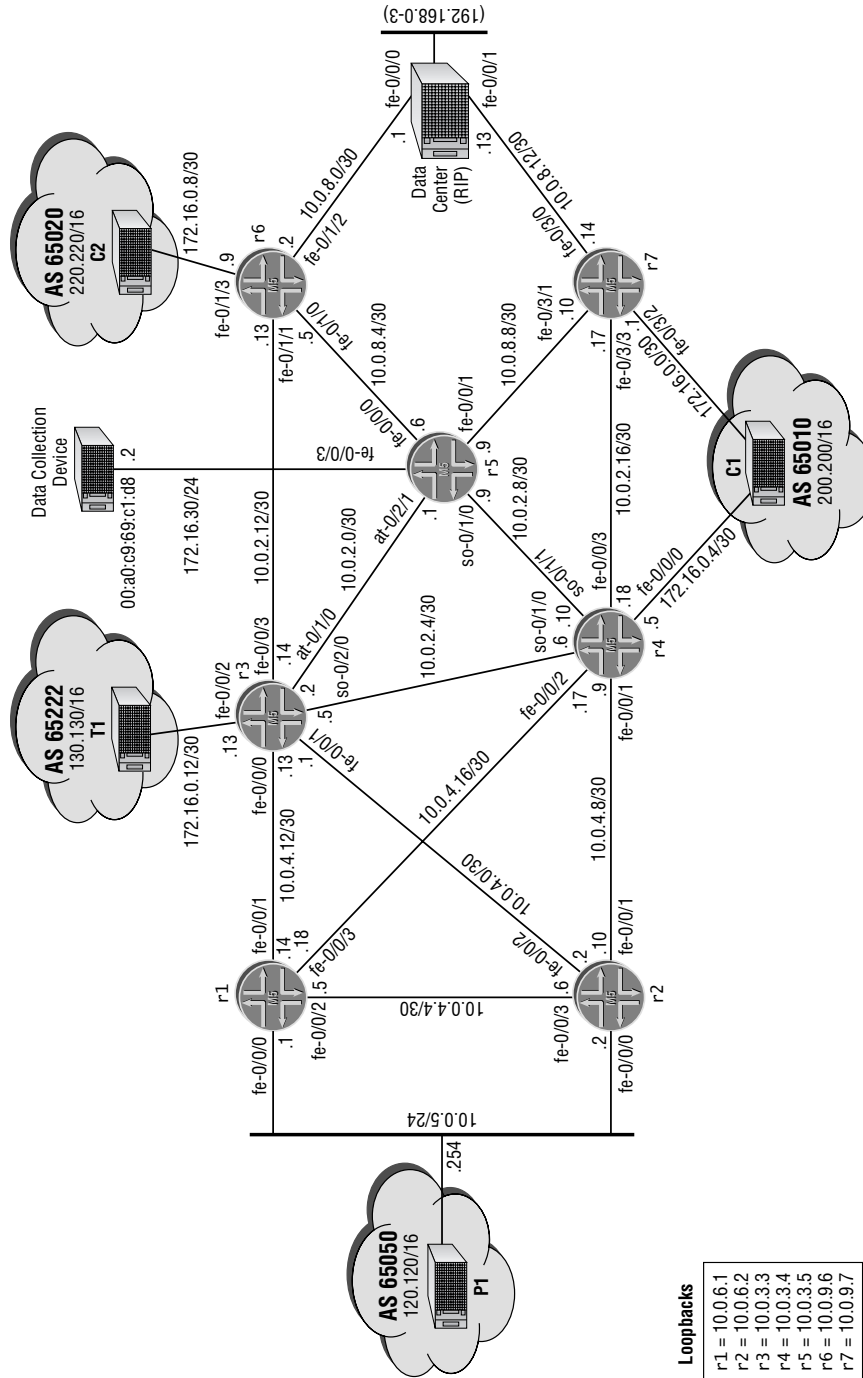 AS 65222
130.130/16
T1
172.16.0.12/30
.13
fe-0/0/2
Data Collection
Device
00:a0:c9:69:c1:d8
.2
172.16.30/24
fe-0/0/3
AS 65020
220.220/16
C2
172.16.0.8/30
.9
fe-0/1/3
r6
M5
.13
fe-0/1/1
.5
fe-0/1/0
.2
fe-0/1/2
10.0.8.0/30
.1
fe-0/0/0
(192.168.0-3)
Data
Center
(RIP)
.13
fe-0/0/1
10.0.8.12/30
fe-0/3/0
.14
r7
M5
.10
fe-0/3/1
.17
fe-0/3/3
.1
fe-0/3/2
172.16.0.0/30
10.0.8.8/30
10.0.8.4/30
fe-0/0/0
.6
fe-0/0/1
.9
r5
M5
.1
at-0/2/1
so-0/1/0
.9
10.0.2.12/30
10.0.2.0/30
10.0.2.4/30
10.0.2.8/30
10.0.2.16/30
r3
M5
fe-0/0/3
.14
at-0/1/0
.2
so-0/2/0
.5
fe-0/0/0
.13
.1
fe-0/0/1
so-0/1/1
.10
so-0/1/0
.6
fe-0/0/3
.18
fe-0/0/0
.5
172.16.0.4/30
r4
M5
fe-0/0/2
.17
.9
fe-0/0/1
C1
AS 65010
200.200/16
10.0.4.12/30
10.0.4.16/30
10.0.4.0/30
10.0.4.8/30
10.0.4.4/30
r1
M5
fe-0/0/1
.14
.18
fe-0/0/3
.5
fe-0/0/2
fe-0/0/0
.1
r2
M5
fe-0/0/2
.2
.6
fe-0/0/3
.10
fe-0/0/1
.2
fe-0/0/0
10.0.5/24
.254
AS 65050
120.120/16
P1
Loopbacks
r1 = 10.0.6.1
r2 = 10.0.6.2
r3 = 10.0.3.3
r4 = 10.0.3.4
r5 = 10.0.3.5
r6 = 10.0.9.6
r7 = 10.0.9.7